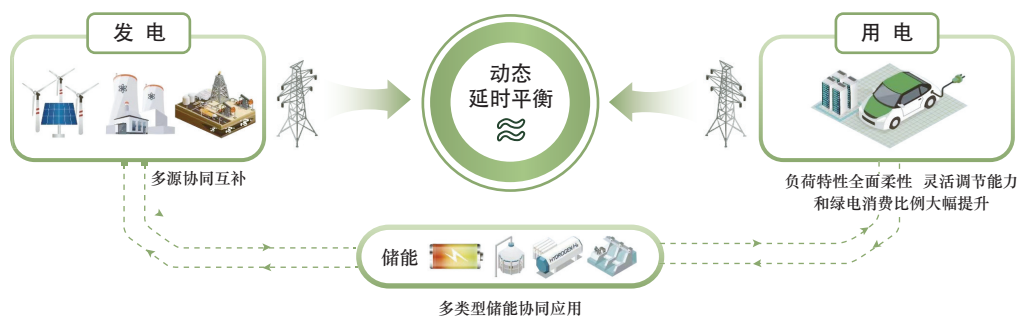 发电
用电
动态
延时平衡
多源协同互补
负荷特性全面柔性 灵活调节能力
和绿电消费比例大幅提升
储能
HYDROGEN H₂
多类型储能协同应用